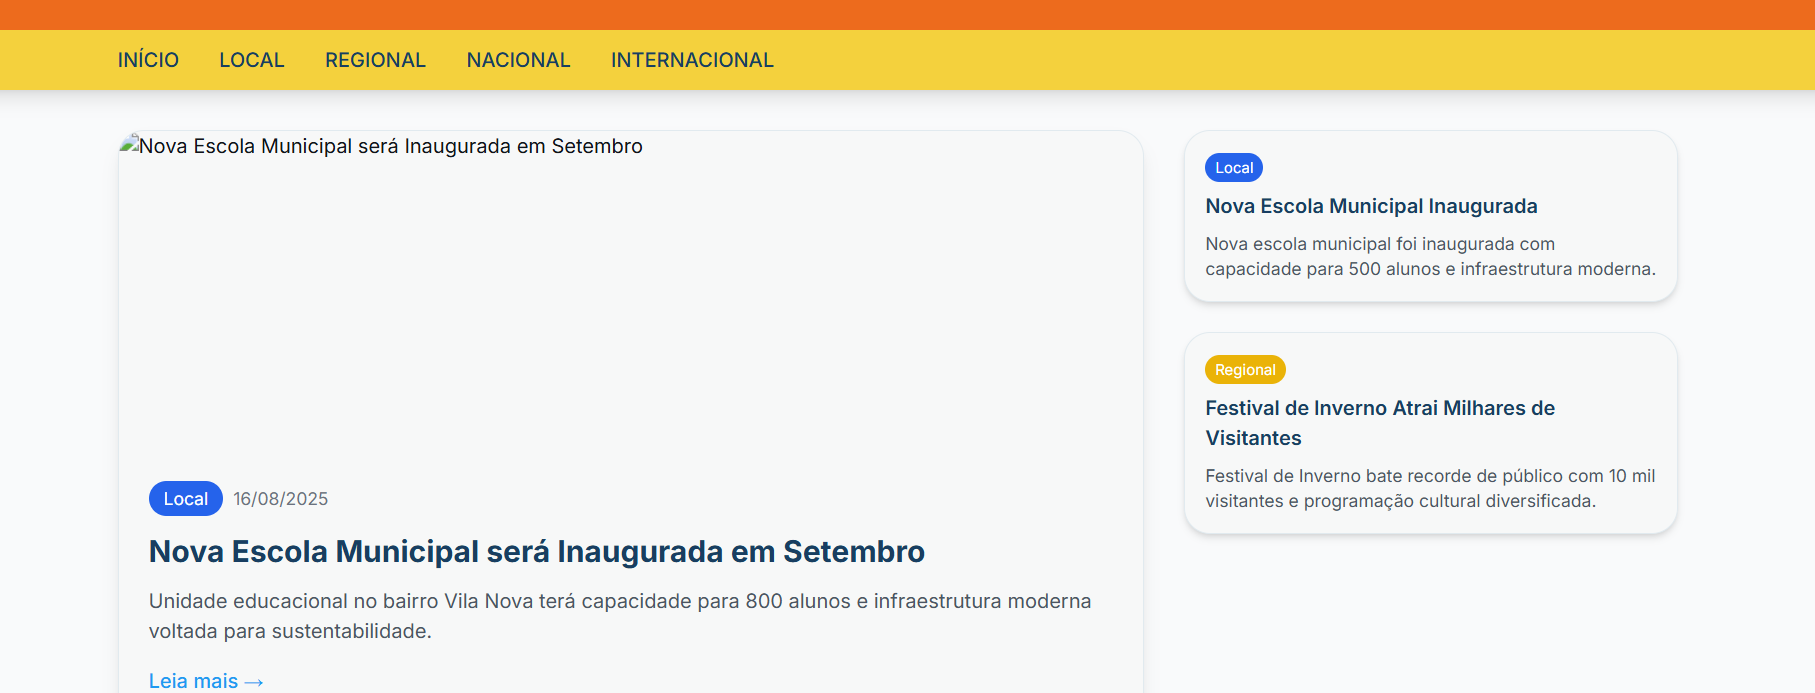 INÍCIO LOCAL REGIONAL NACIONAL INTERNACIONAL
Nova Escola Municipal será Inaugurada em Setembro
Local 16/08/2025
Nova Escola Municipal será Inaugurada em Setembro
Unidade educacional no bairro Vila Nova terá capacidade para 800 alunos e infraestrutura moderna
voltada para sustentabilidade.
Leia mais →
Local
Nova Escola Municipal Inaugurada
Nova escola municipal foi inaugurada com
capacidade para 500 alunos e infraestrutura moderna.
Regional
Festival de Inverno Atrai Milhares de
Visitantes
Festival de Inverno bate recorde de público com 10 mil
visitantes e programação cultural diversificada.